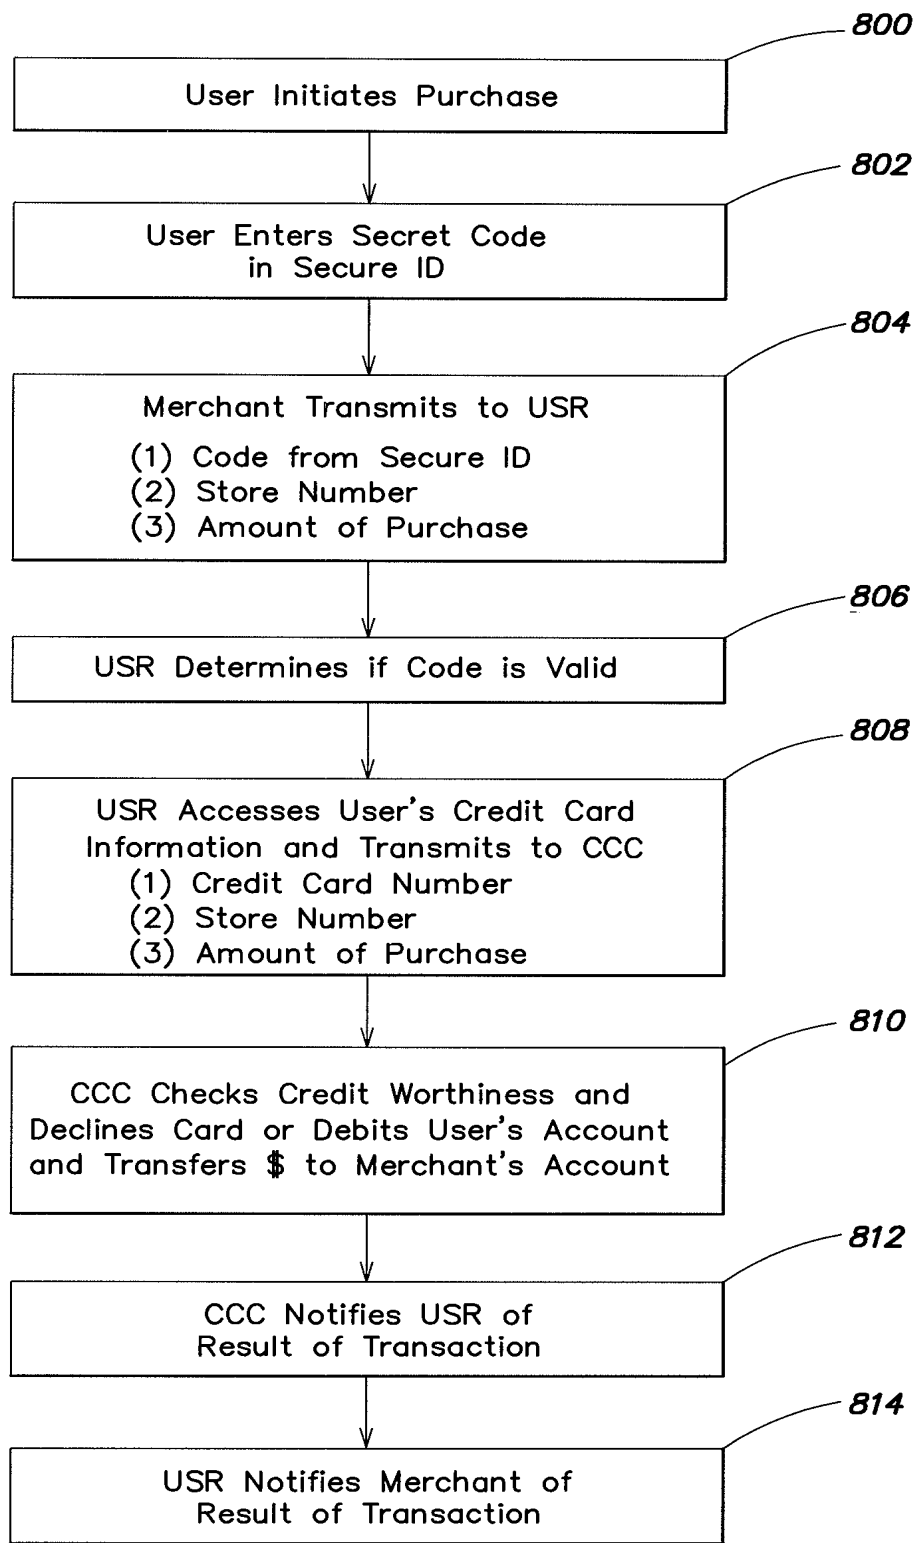 800
User Initiates Purchase
802
User Enters Secret Code
in Secure ID
804
Merchant Transmits to USR
(1) Code from Secure ID
(2) Store Number
(3) Amount of Purchase
806
USR Determines if Code is Valid
808
USR Accesses User's Credit Card
Information and Transmits to CCC
(1) Credit Card Number
(2) Store Number
(3) Amount of Purchase
810
CCC Checks Credit Worthiness and
Declines Card or Debits User's Account
and Transfers $ to Merchant's Account
812
CCC Notifies USR of
Result of Transaction
814
USR Notifies Merchant of
Result of Transaction